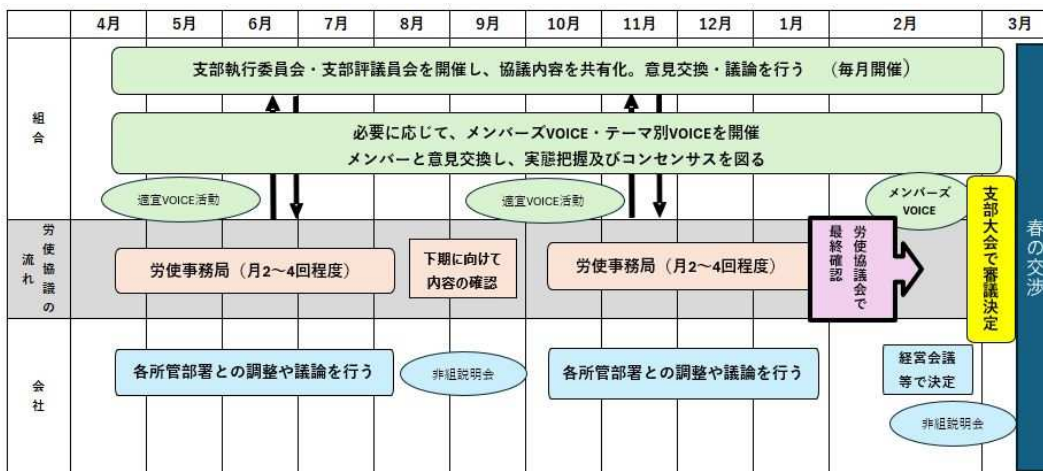 4月 5月 6月 7月 8月 9月 10月 11月 12月 1月 2月 3月
組合
支部執行委員会・支部評議員会を開催し、協議内容を共有化。意見交換・議論を行う （毎月開催）
必要に応じて、メンバーズVOICE・テーマ別VOICEを開催
メンバーと意見交換し、実態把握及びコンセンサスを図る
適宜VOICE活動
適宜VOICE活動
メンバーズ
VOICE
労使協議の
流れ
労使事務局（月2～4回程度）
下期に向けて
内容の確認
労使事務局（月2～4回程度）
労使協議会で
最終確認
支部大会で審議決定
春の交渉
会社
各所管部署との調整や議論を行う
非組説明会
各所管部署との調整や議論を行う
経営会議
等で決定
非組説明会